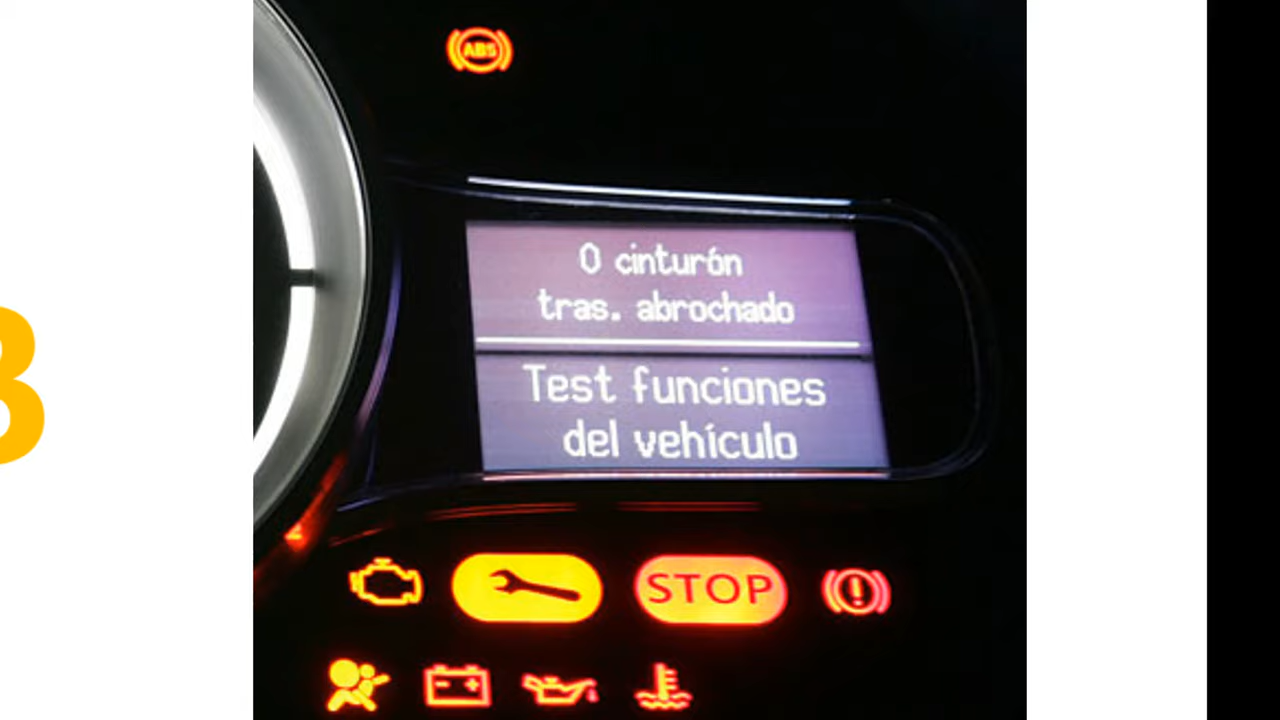 ABS
0 cinturón
tras. abrochado
Test funciones
del vehículo
STOP